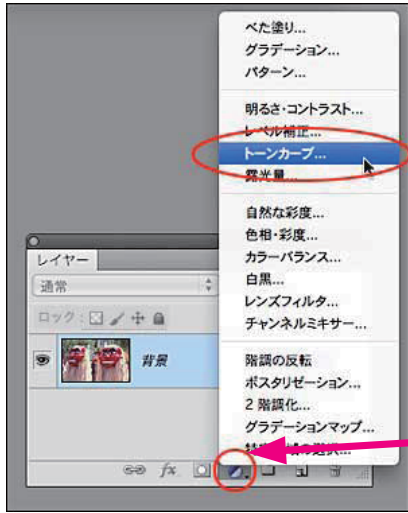 べた塗り...
グラデーション...
パターン...
明るさ・コントラスト...
レベル補正...
トーンカーブ...
露光量...
自然な彩度...
色相・彩度...
カラーバランス...
白黒...
レンズフィルタ...
チャンネルミキサー...
階調の反転
ポスタリゼーション...
2 階調化...
グラデーションマップ...
レイヤー
通常
ロック:
背景
fx.